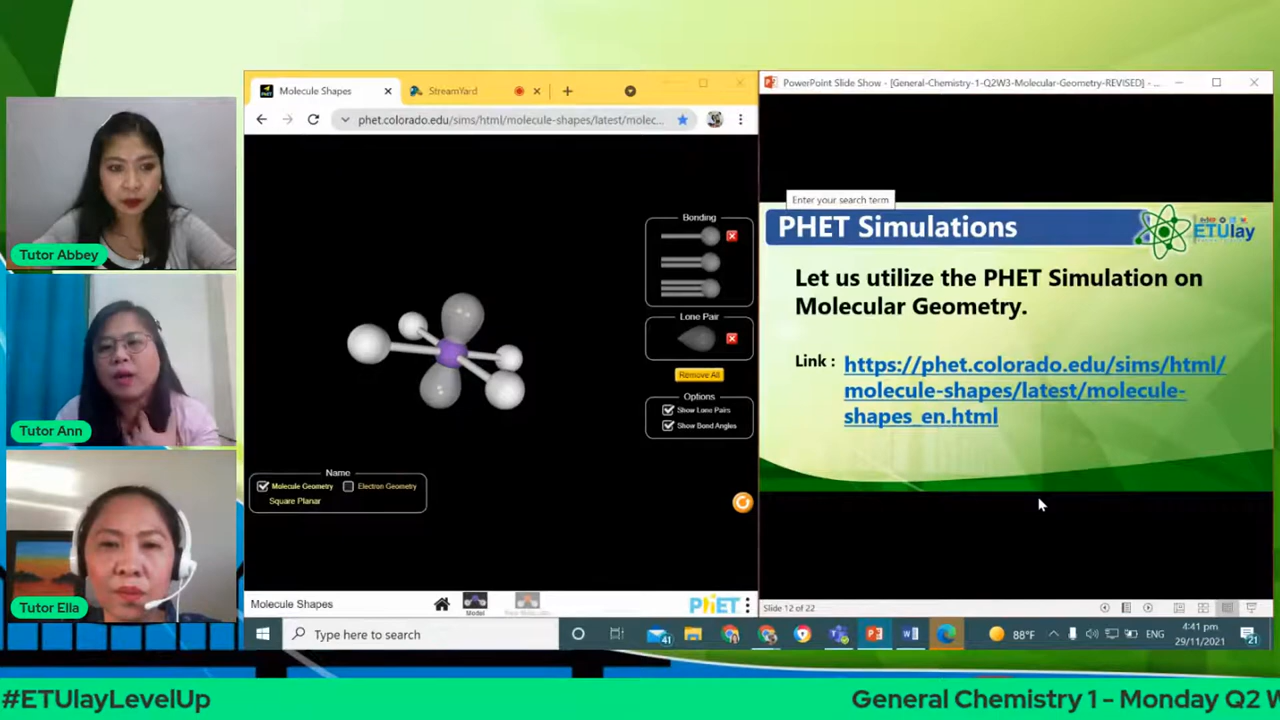 Tutor Abbey
Tutor Ann
Tutor Ella
Molecule Shapes
StreamYard
phet.colorado.edu/sims/html/molecule-shapes/latest/molec...
Bonding
Lone Pair
Remove All
Options
Show Lone Pairs
Show Bond Angles
Name
Molecule Geometry
Electron Geometry
Square Planar
Molecule Shapes
Model
Real Molecules
PhET
Type here to search
PowerPoint Slide Show - [General-Chemistry-1-Q2W3-Molecular-Geometry-REVISED] - ...
Enter your search term
PHET Simulations
ETUlay
Let us utilize the PHET Simulation on
Molecular Geometry.
Link :
https://phet.colorado.edu/sims/html/
molecule-shapes/latest/molecule-
shapes_en.html
Slide 12 of 22
41
88°F
ENG
4:41 pm
29/11/2021
21
#ETUlayLevelUp
General Chemistry 1 - Monday Q2 W